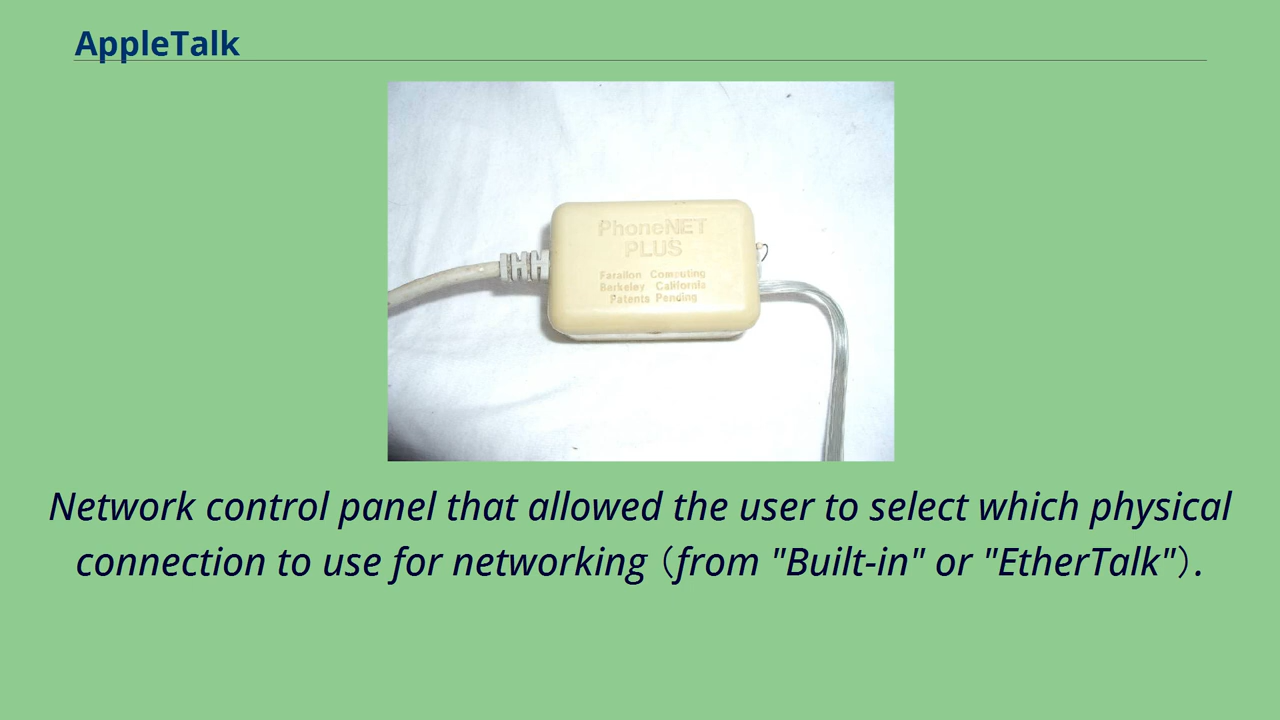 AppleTalk
PhoneNET
PLUS
Farallon Computing
Berkeley California
Patents Pending
Network control panel that allowed the user to select which physical
connection to use for networking（from "Built-in" or "EtherTalk"）.